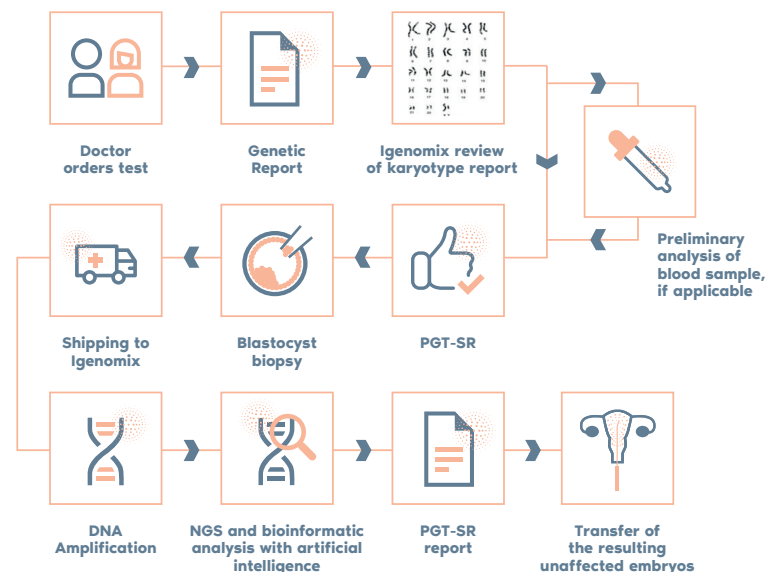 Doctor
orders test
Genetic
Report
Igenomix review
of karyotype report
Preliminary
analysis of
blood sample,
if applicable
PGT-SR
Blastocyst
biopsy
Shipping to
Igenomix
DNA
Amplification
NGS and bioinformatic
analysis with artificial
intelligence
PGT-SR
report
Transfer of
the resulting
unaffected embryos